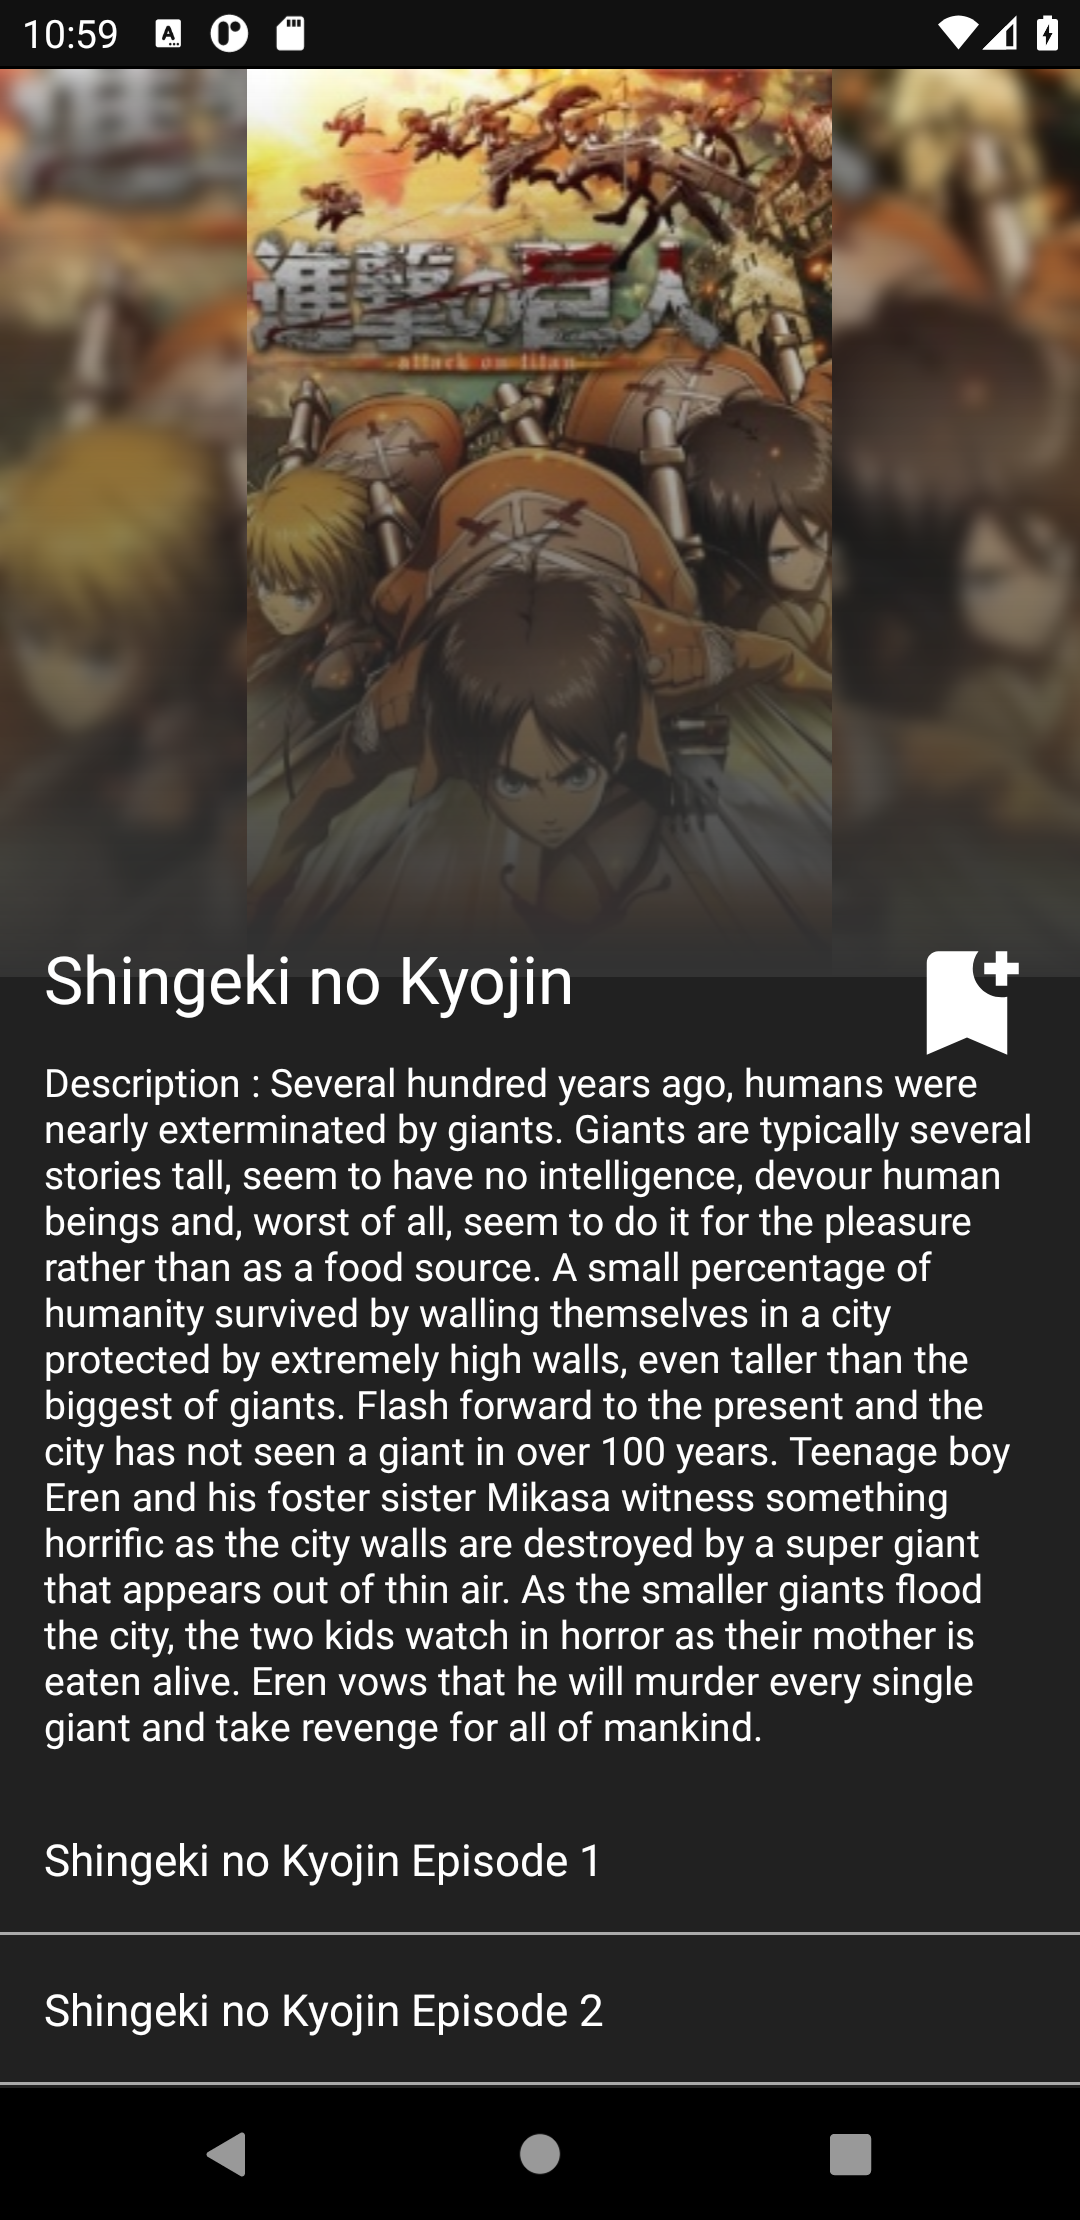 10:59
進撃の巨人
attack on titan
Shingeki no Kyojin
Description : Several hundred years ago, humans were
nearly exterminated by giants. Giants are typically several
stories tall, seem to have no intelligence, devour human
beings and, worst of all, seem to do it for the pleasure
rather than as a food source. A small percentage of
humanity survived by walling themselves in a city
protected by extremely high walls, even taller than the
biggest of giants. Flash forward to the present and the
city has not seen a giant in over 100 years. Teenage boy
Eren and his foster sister Mikasa witness something
horrific as the city walls are destroyed by a super giant
that appears out of thin air. As the smaller giants flood
the city, the two kids watch in horror as their mother is
eaten alive. Eren vows that he will murder every single
giant and take revenge for all of mankind.
Shingeki no Kyojin Episode 1
Shingeki no Kyojin Episode 2